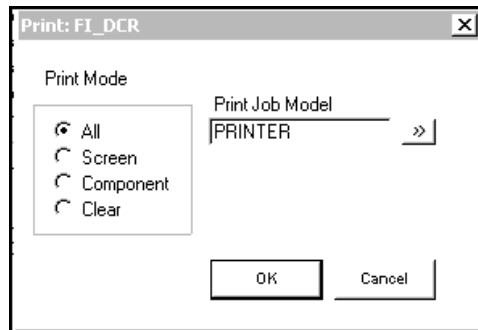 Print: FI_DCR
Print Mode
All
Screen
Component
Clear
Print Job Model
PRINTER
»
OK
Cancel